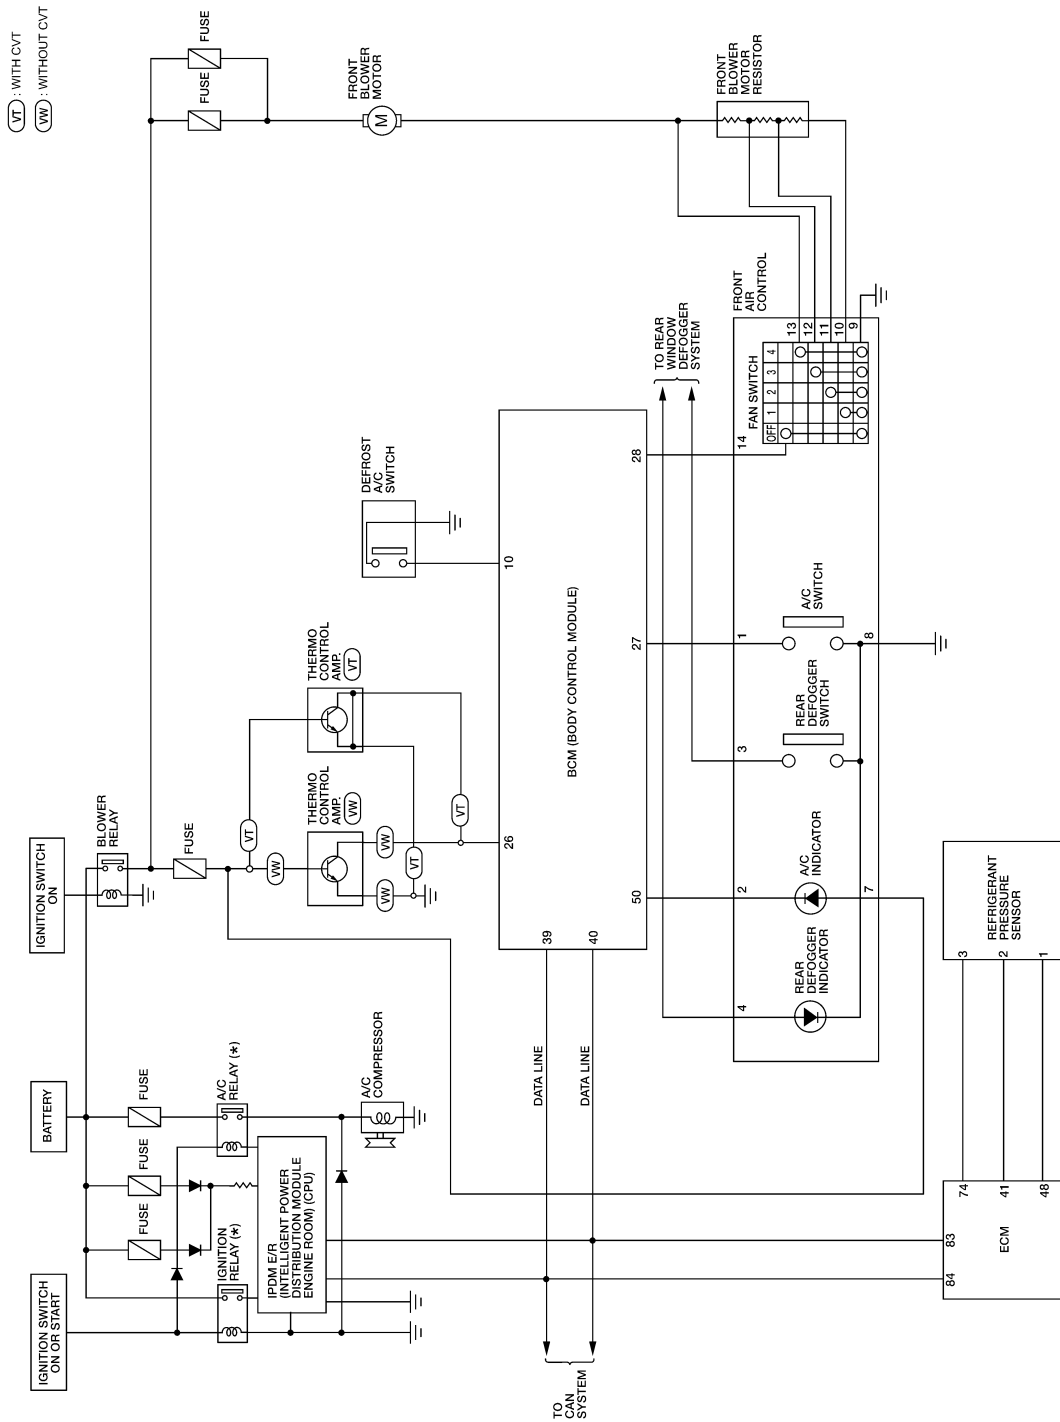 VT : WITH CVT
VW : WITHOUT CVT
IGNITION SWITCH
ON OR START
BATTERY
IGNITION SWITCH
ON
FUSE
FUSE
FUSE
BLOWER
RELAY
FUSE
FUSE
FUSE
IGNITION
RELAY (*)
A/C
RELAY (*)
IPDM E/R
(INTELLIGENT POWER
DISTRIBUTION MODULE
ENGINE ROOM) (CPU)
A/C
COMPRESSOR
VT
VW
THERMO
CONTROL
AMP.
VW
THERMO
CONTROL
AMP.
VT
VW
VW
VT
VT
DEFROST
A/C
SWITCH
FRONT
BLOWER
MOTOR
M
26
10
39
40
BCM (BODY CONTROL MODULE)
50
27
28
DATA LINE
DATA LINE
TO
CAN
SYSTEM
TO REAR
WINDOW
DEFOGGER
SYSTEM
FRONT
BLOWER
MOTOR
RESISTOR
FRONT
AIR
CONTROL
4
2
3
1
14
FAN SWITCH
OFF
1
2
3
4
13
12
11
10
9
REAR
DEFOGGER
INDICATOR
A/C
INDICATOR
REAR
DEFOGGER
SWITCH
A/C
SWITCH
7
8
84
83
74
41
48
ECM
3
2
1
REFRIGERANT
PRESSURE
SENSOR